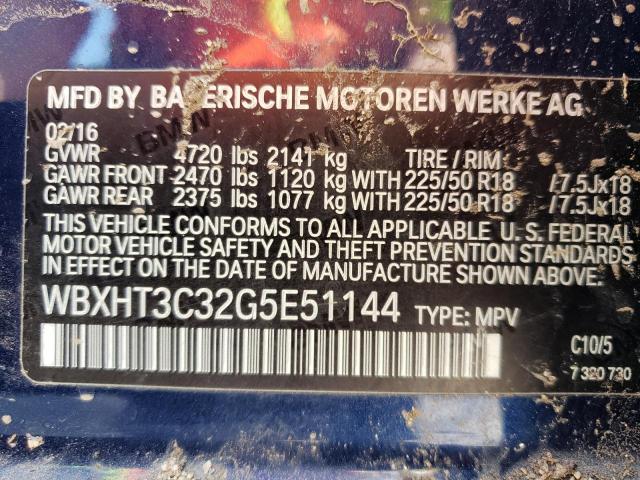 MFD BY BAYERISCHE MOTOREN WERKE AG
02/16
GVWR 4720 lbs 2141 kg TIRE / RIM
GAWR FRONT 2470 lbs 1120 kg WITH 225/50 R18 /7.5Jx18
GAWR REAR 2375 lbs 1077 kg WITH 225/50 R18 /7.5Jx18
THIS VEHICLE CONFORMS TO ALL APPLICABLE U. S. FEDERAL
MOTOR VEHICLE SAFETY AND THEFT PREVENTION STANDARDS
IN EFFECT ON THE DATE OF MANUFACTURE SHOWN ABOVE.
WBXHT3C32G5E51144 TYPE: MPV
C10/5
7 320 730